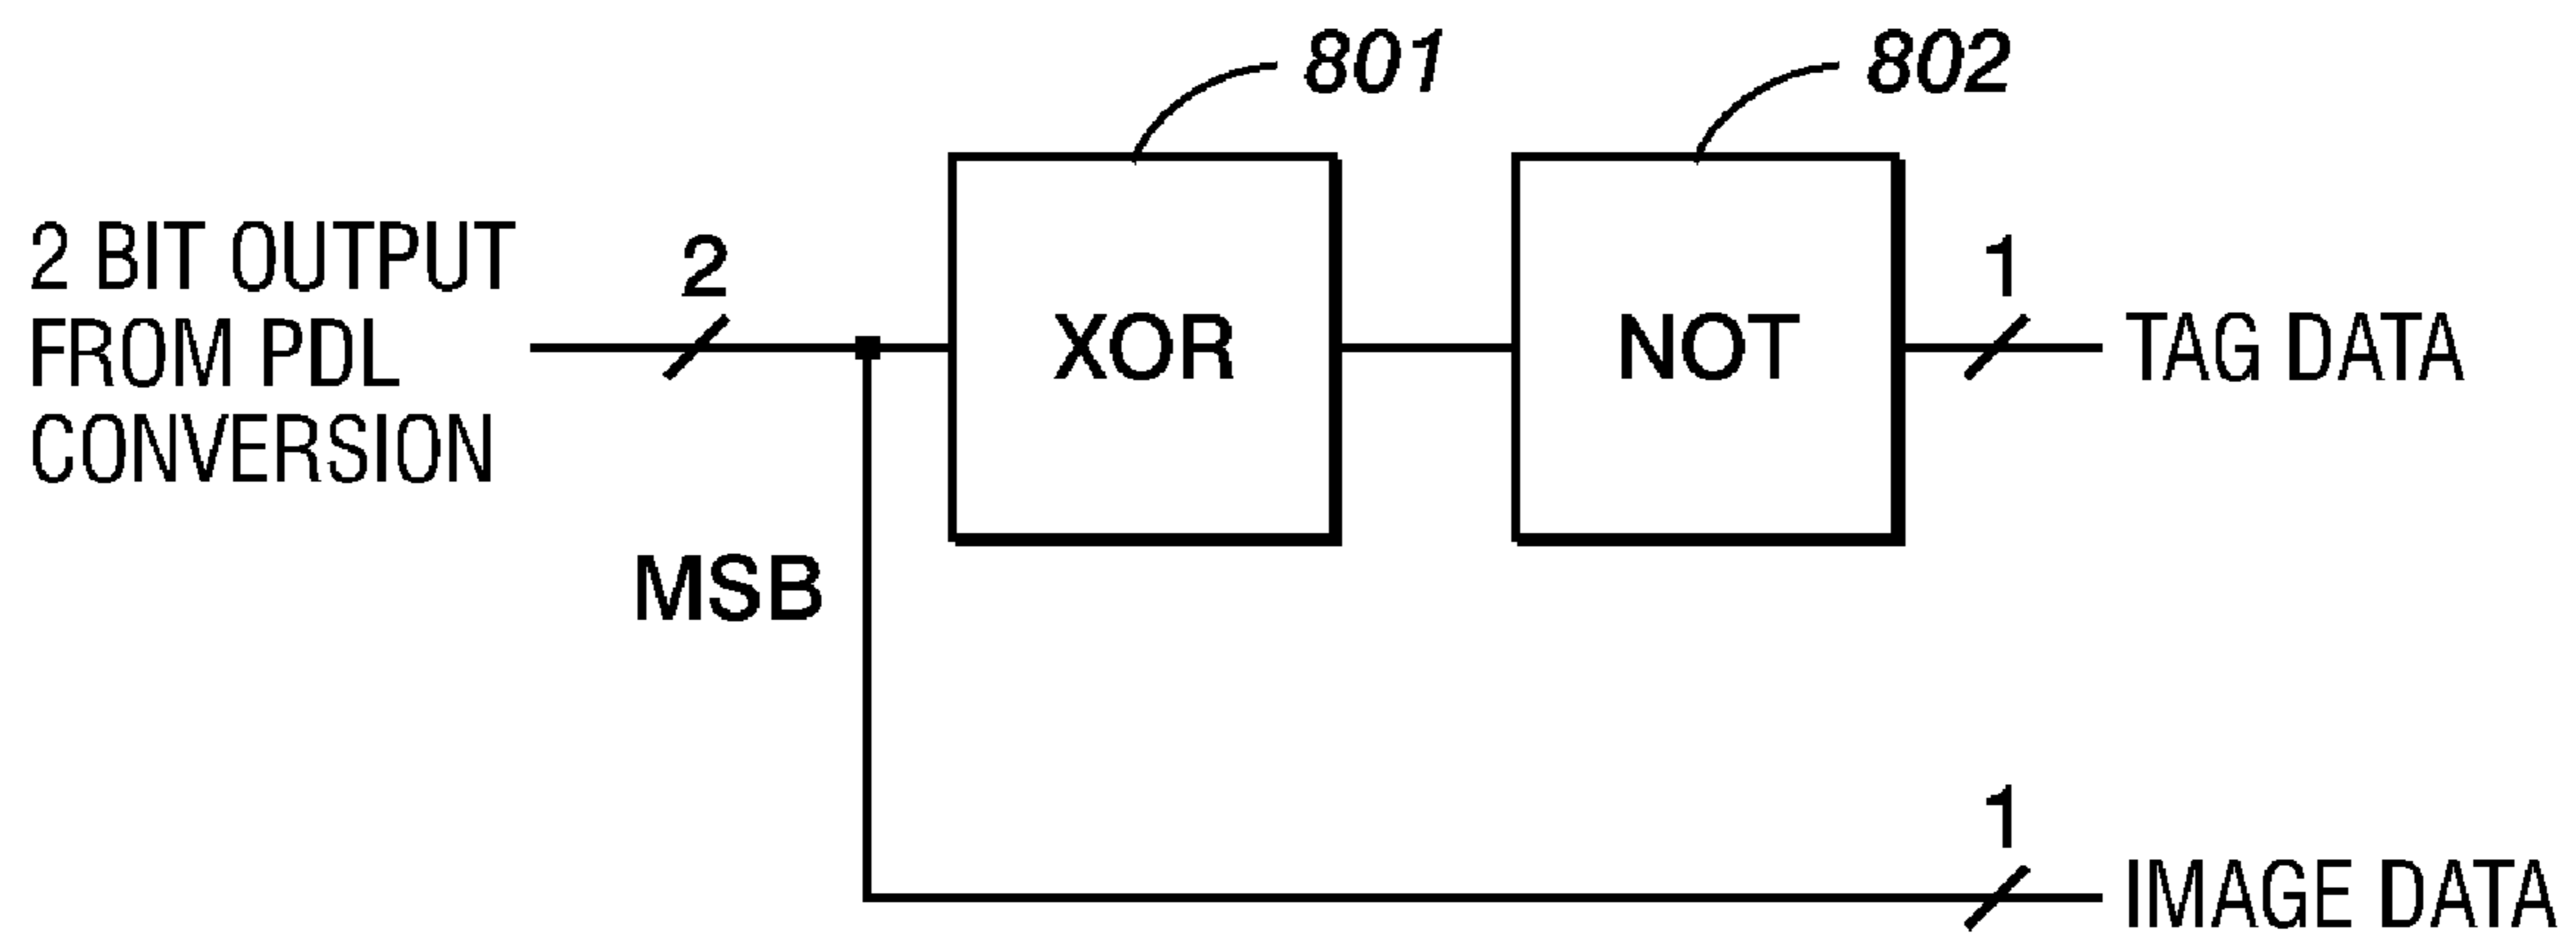 801
802
2 BIT OUTPUT
FROM PDL
CONVERSION
2
XOR
NOT
1
TAG DATA
MSB
1
IMAGE DATA